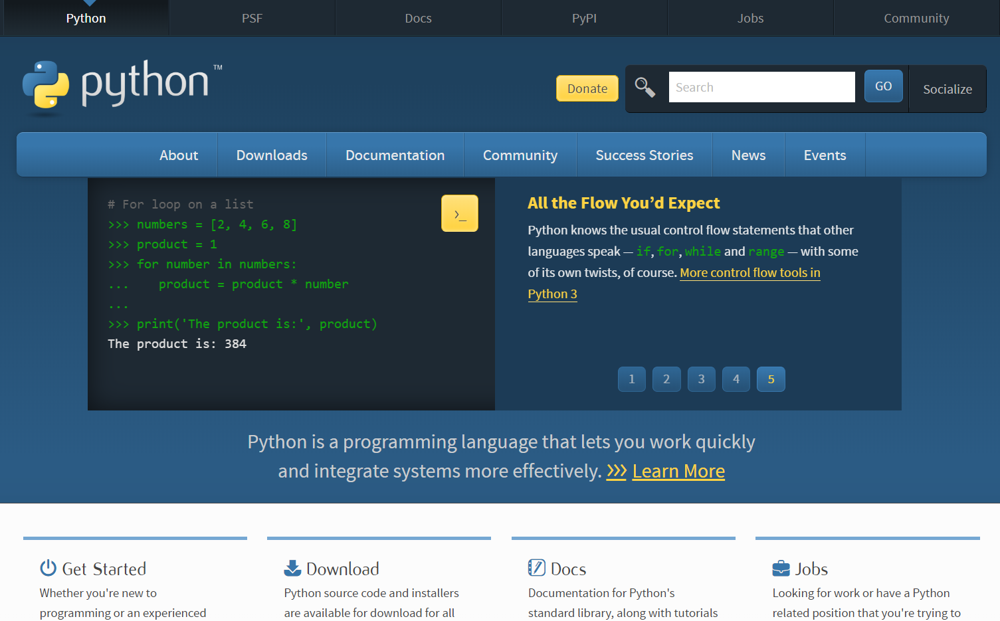 Python
PSF
Docs
PyPI
Jobs
Community
python™
Donate
Search
GO
Socialize
About
Downloads
Documentation
Community
Success Stories
News
Events
# For loop on a list
>>> numbers = [2, 4, 6, 8]
>>> product = 1
>>> for number in numbers:
...    product = product * number
...
>>> print('The product is:', product)
The product is: 384
>_
All the Flow You’d Expect
Python knows the usual control flow statements that other
languages speak — if, for, while and range — with some
of its own twists, of course. More control flow tools in
Python 3
1
2
3
4
5
Python is a programming language that lets you work quickly
and integrate systems more effectively. >>> Learn More
Get Started
Whether you're new to
programming or an experienced
Download
Python source code and installers
are available for download for all
Docs
Documentation for Python's
standard library, along with tutorials
Jobs
Looking for work or have a Python
related position that you're trying to